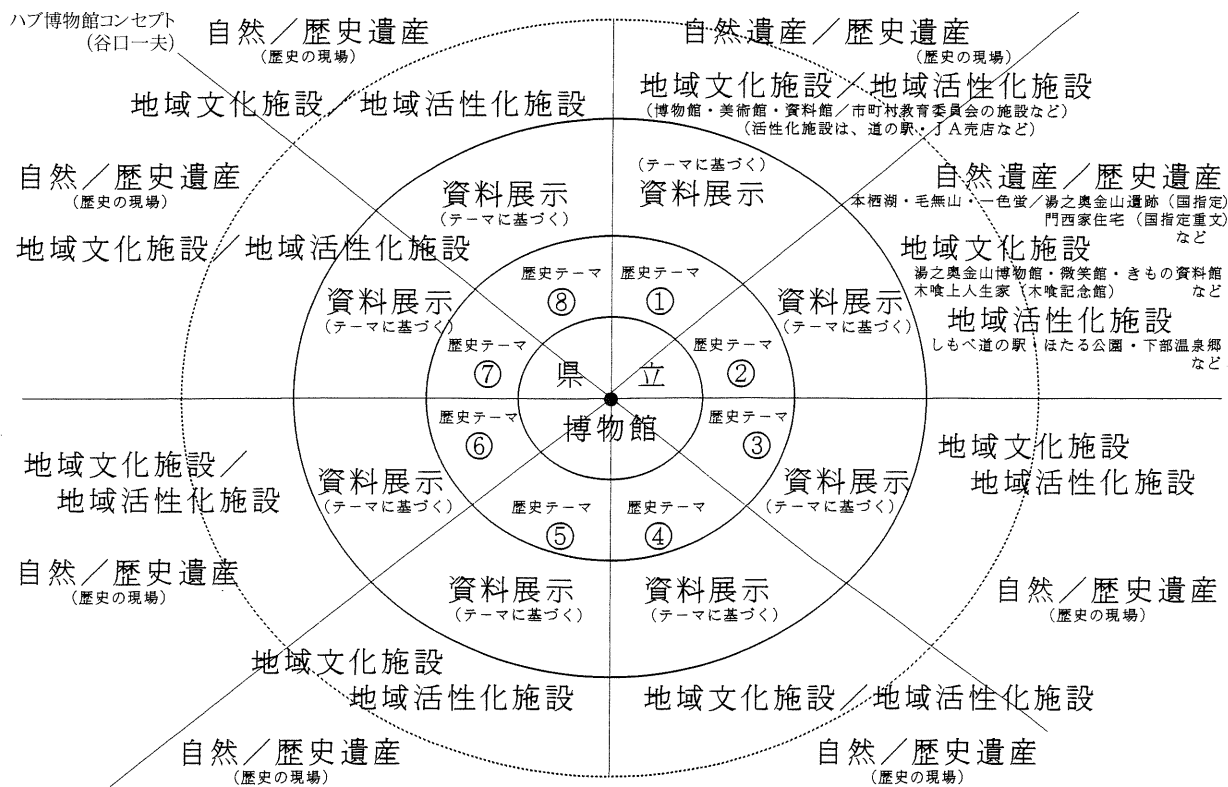 ハブ博物館コンセプト
(谷口一夫)
自然／歴史遺産
(歴史の現場)
自然遺産／歴史遺産
(歴史の現場)
地域文化施設／地域活性化施設
地域文化施設／地域活性化施設
(博物館・美術館・資料館／市町村教育委員会の施設など)
(活性化施設は、道の駅・ＪＡ売店など)
自然／歴史遺産
(歴史の現場)
資料展示
(テーマに基づく)
(テーマに基づく)
資料展示
自然遺産／歴史遺産
本栖湖・毛無山・一色蛍／湯之奥金山遺跡（国指定）
門西家住宅（国指定重文）
など
地域文化施設／地域活性化施設
地域文化施設
湯之奥金山博物館・微笑館・きもの資料館
木喰上人生家（木喰記念館）　など
歴史テーマ
⑧
歴史テーマ
①
資料展示
(テーマに基づく)
資料展示
(テーマに基づく)
地域活性化施設
しもべ道の駅・ほたる公園・下部温泉郷
など
歴史テーマ
⑦
県立
歴史テーマ
②
歴史テーマ
⑥
博物館
歴史テーマ
③
地域文化施設／
地域活性化施設
資料展示
(テーマに基づく)
資料展示
(テーマに基づく)
地域文化施設
地域活性化施設
歴史テーマ
⑤
歴史テーマ
④
自然／歴史遺産
(歴史の現場)
資料展示
(テーマに基づく)
資料展示
(テーマに基づく)
自然／歴史遺産
(歴史の現場)
地域文化施設
地域活性化施設
地域文化施設／地域活性化施設
自然／歴史遺産
(歴史の現場)
自然／歴史遺産
(歴史の現場)